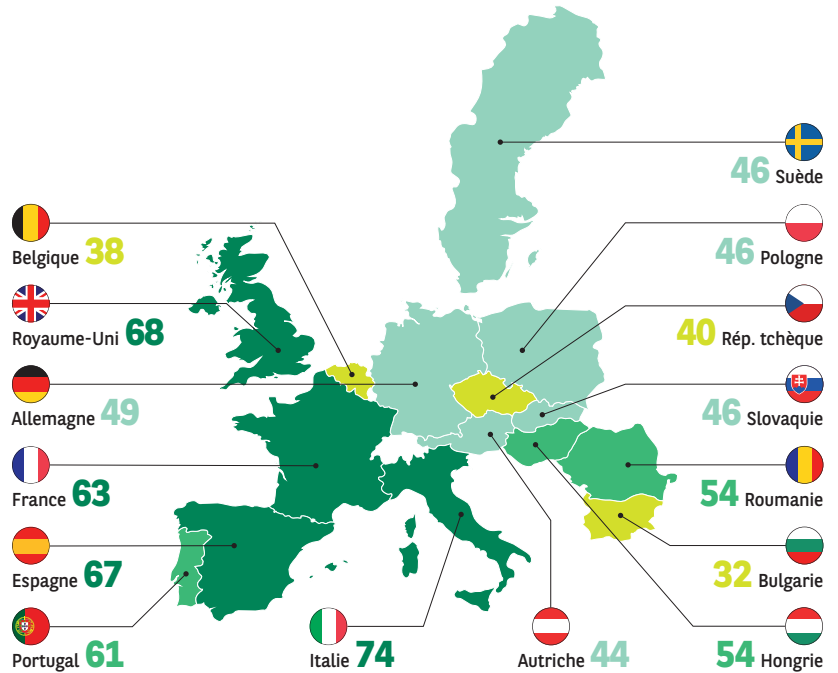 46 Suède
Belgique 38
46 Pologne
Royaume-Uni 68
40 Rép. tchèque
Allemagne 49
46 Slovaquie
France 63
54 Roumanie
Espagne 67
32 Bulgarie
Portugal 61
Italie 74
Autriche 44
54 Hongrie